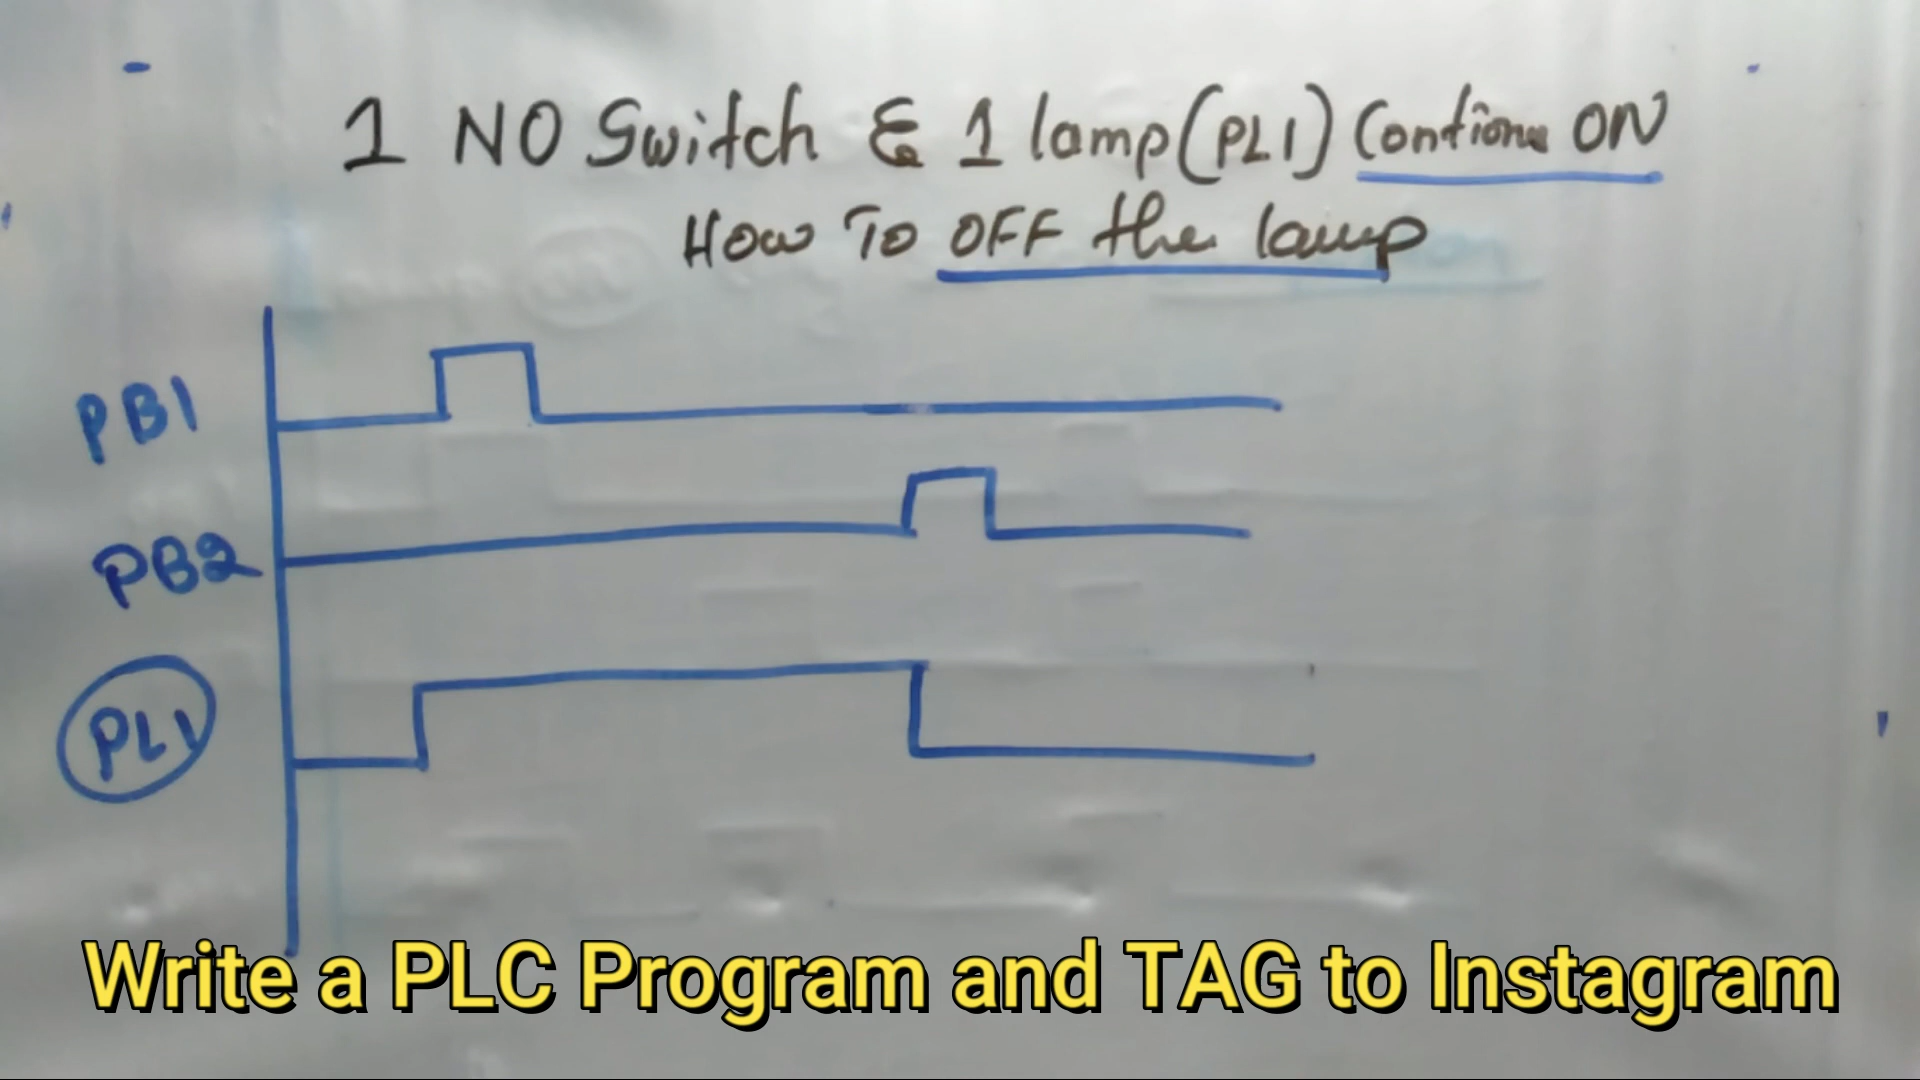 1 NO Switch & 1 lamp (PL1) Contione ON
How To OFF the lamp
PB1
PB2
PL1
Write a PLC Program and TAG to Instagram